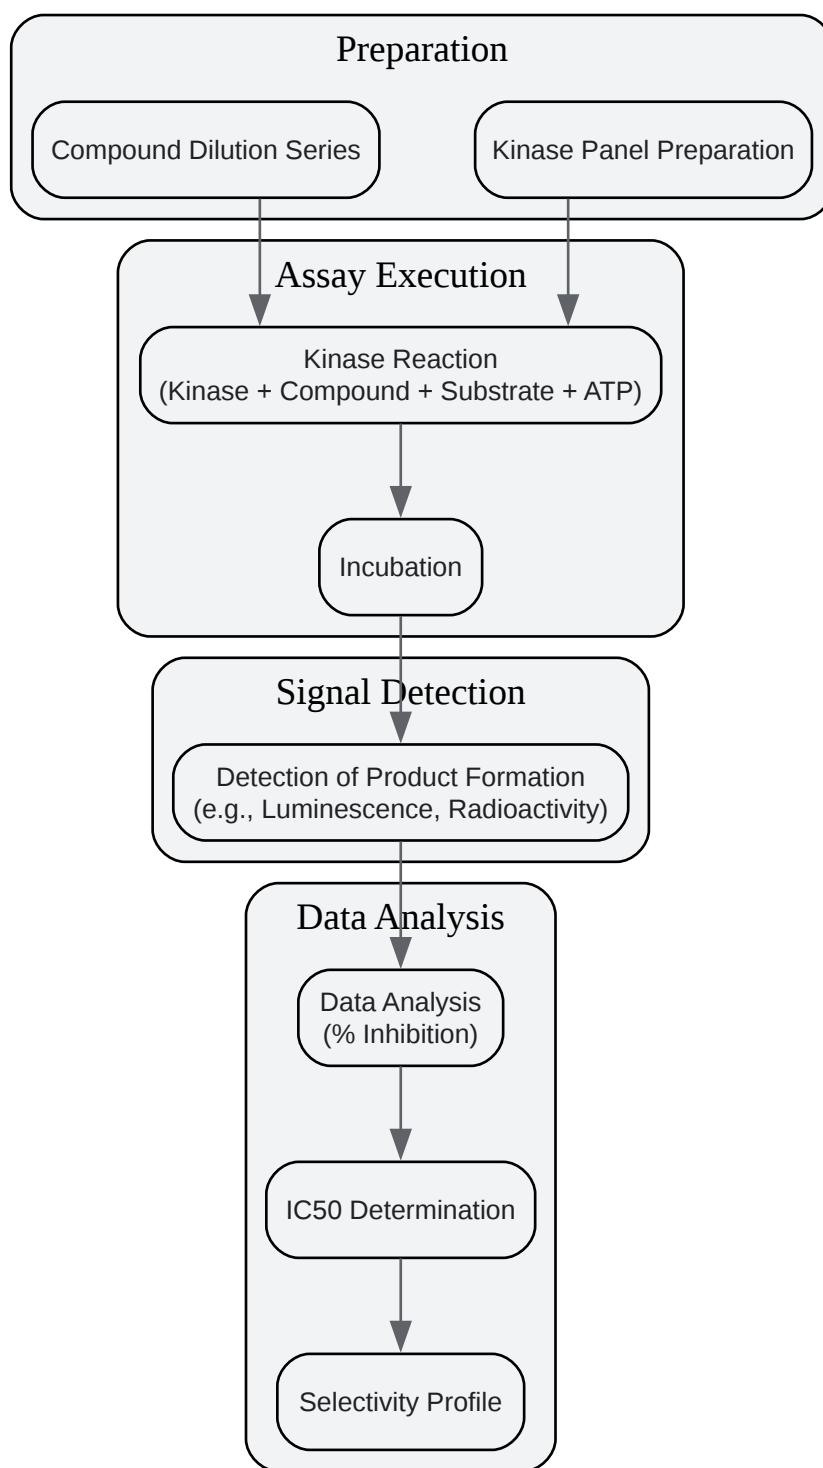 Preparation
Compound Dilution Series
Kinase Panel Preparation
Assay Execution
Kinase Reaction
(Kinase + Compound + Substrate + ATP)
Incubation
Signal Detection
Detection of Product Formation
(e.g., Luminescence, Radioactivity)
Data Analysis
Data Analysis
(% Inhibition)
IC50 Determination
Selectivity Profile